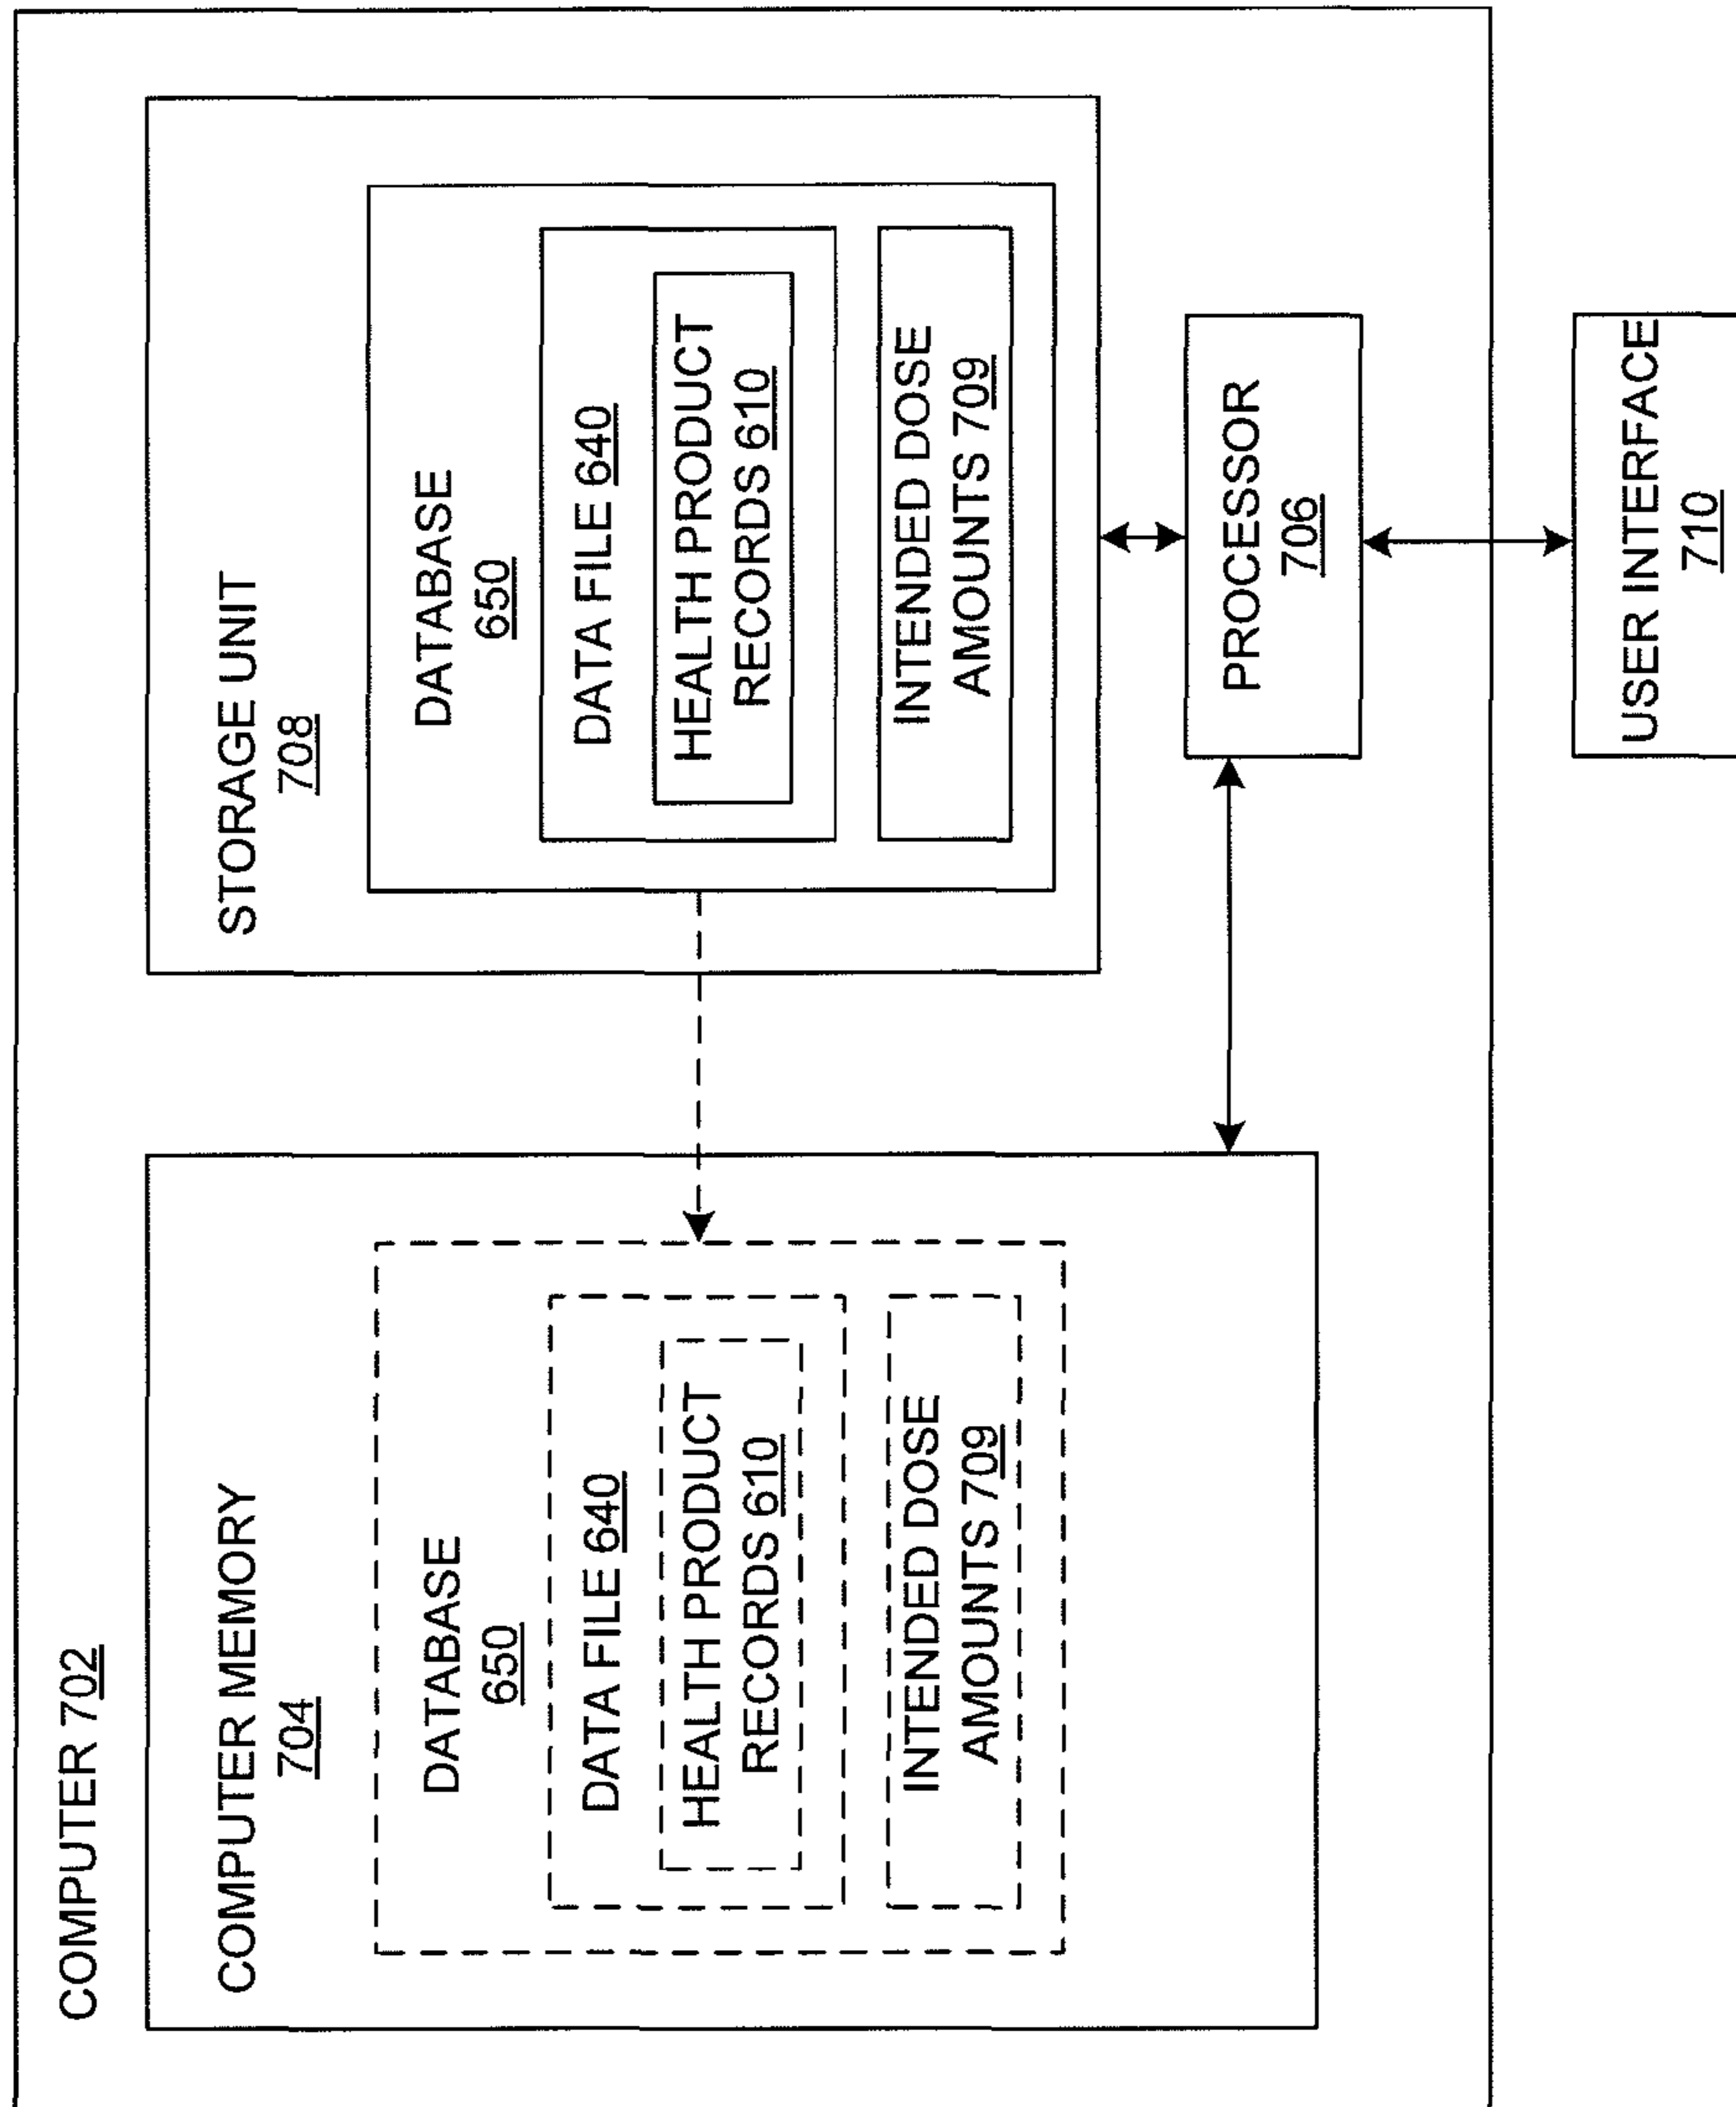 COMPUTER 702
COMPUTER MEMORY
704
DATABASE
650
DATA FILE 640
HEALTH PRODUCT
RECORDS 610
INTENDED DOSE
AMOUNTS 709
STORAGE UNIT
708
DATABASE
650
DATA FILE 640
HEALTH PRODUCT
RECORDS 610
INTENDED DOSE
AMOUNTS 709
PROCESSOR
706
USER INTERFACE
710